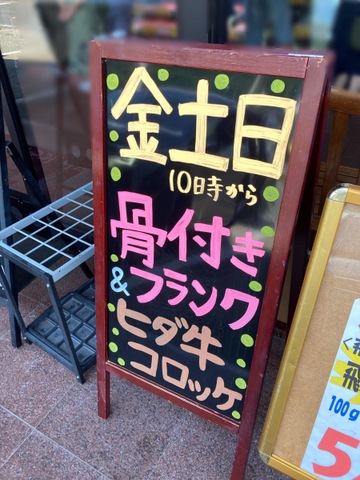 金土日
10時から
骨付き
&フランク
ヒダ牛
コロッケ
飛
100g
5